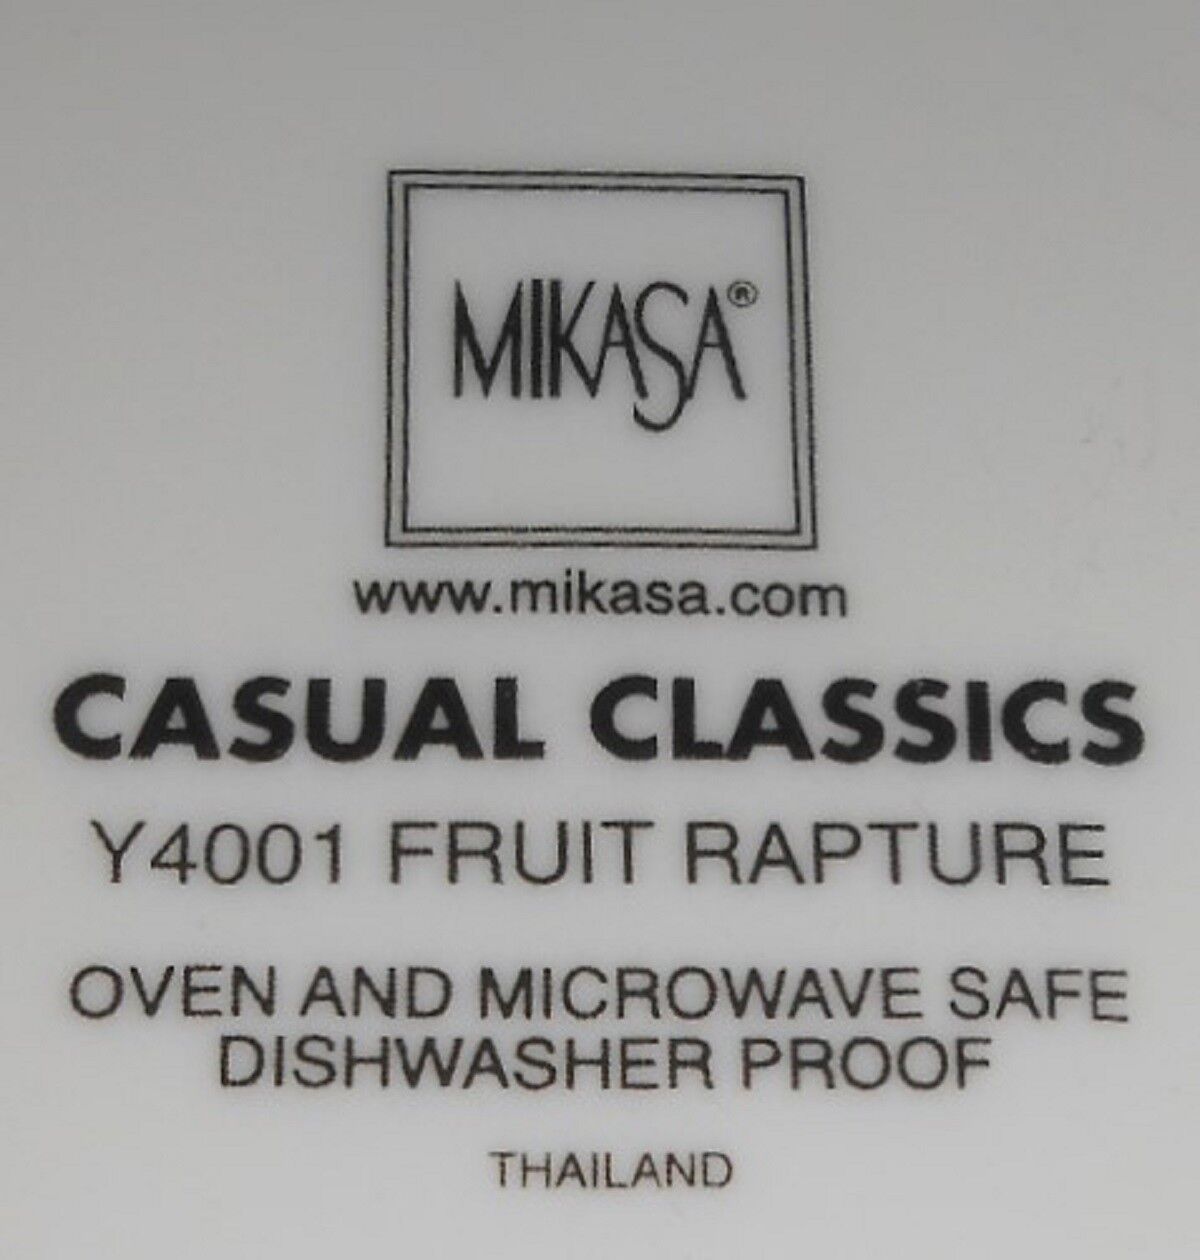 MIKASA®
www.mikasa.com
CASUAL CLASSICS
Y4001 FRUIT RAPTURE
OVEN AND MICROWAVE SAFE
DISHWASHER PROOF
THAILAND